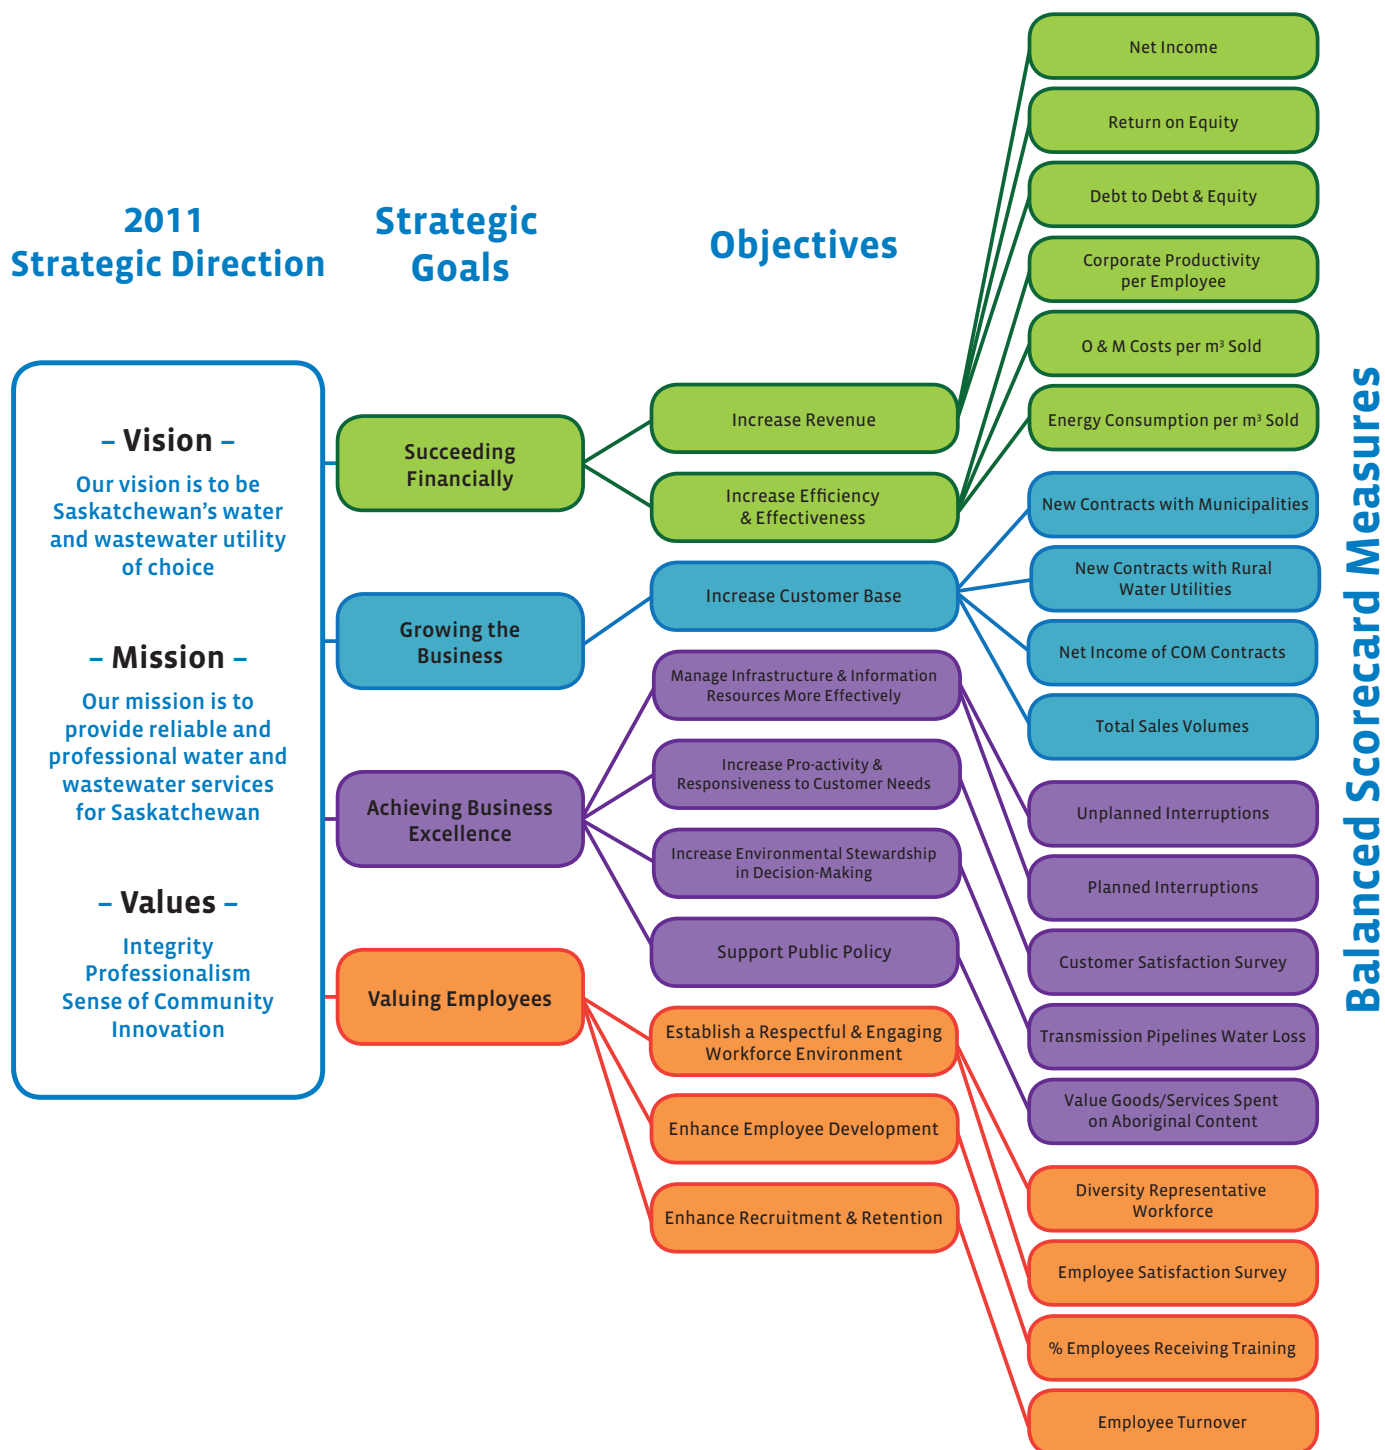 2011
Strategic Direction
Strategic
Goals
Objectives
Balanced Scorecard Measures
– Vision –
Our vision is to be
Saskatchewan's water
and wastewater utility
of choice
– Mission –
Our mission is to
provide reliable and
professional water and
wastewater services
for Saskatchewan
– Values –
Integrity
Professionalism
Sense of Community
Innovation
Succeeding
Financially
Growing the
Business
Achieving Business
Excellence
Valuing Employees
Increase Revenue
Increase Efficiency
& Effectiveness
Increase Customer Base
Manage Infrastructure & Information
Resources More Effectively
Increase Pro-activity &
Responsiveness to Customer Needs
Increase Environmental Stewardship
in Decision-Making
Support Public Policy
Establish a Respectful & Engaging
Workforce Environment
Enhance Employee Development
Enhance Recruitment & Retention
Net Income
Return on Equity
Debt to Debt & Equity
Corporate Productivity
per Employee
O & M Costs per m³ Sold
Energy Consumption per m³ Sold
New Contracts with Municipalities
New Contracts with Rural
Water Utilities
Net Income of COM Contracts
Total Sales Volumes
Unplanned Interruptions
Planned Interruptions
Customer Satisfaction Survey
Transmission Pipelines Water Loss
Value Goods/Services Spent
on Aboriginal Content
Diversity Representative
Workforce
Employee Satisfaction Survey
% Employees Receiving Training
Employee Turnover